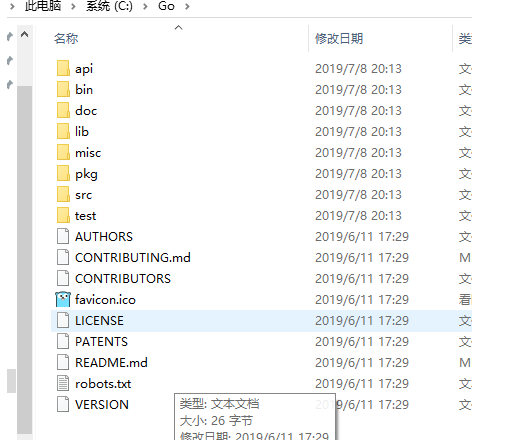 此电脑 > 系统 (C:) > Go >
名称 修改日期 类
api 2019/7/8 20:13 文
bin 2019/7/8 20:13 文
doc 2019/7/8 20:13 文
lib 2019/7/8 20:13 文
misc 2019/7/8 20:13 文
pkg 2019/7/8 20:13 文
src 2019/7/8 20:13 文
test 2019/7/8 20:13 文
AUTHORS 2019/6/11 17:29 文
CONTRIBUTING.md 2019/6/11 17:29 M
CONTRIBUTORS 2019/6/11 17:29 文
favicon.ico 2019/6/11 17:29 看
LICENSE 2019/6/11 17:29 文
PATENTS 2019/6/11 17:29 文
README.md 2019/6/11 17:29 M
robots.txt 2019/6/11 17:29 文
VERSION 2019/6/11 17:29 文
类型: 文本文档
大小: 26 字节
修改日期: 2019/6/11 17:29